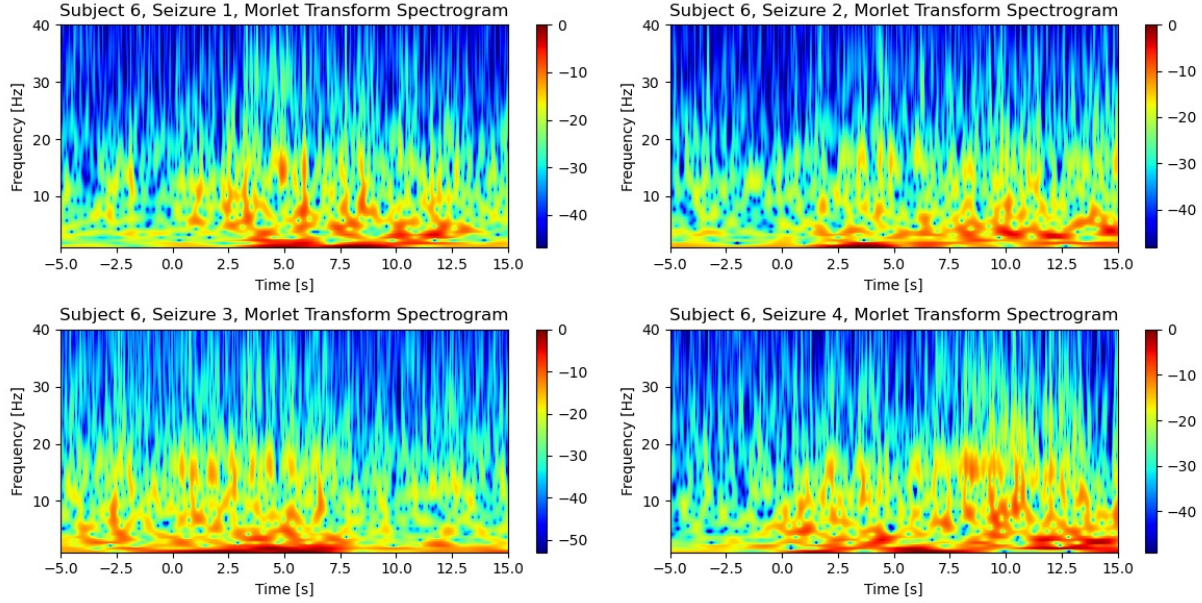 Subject 6, Seizure 1, Morlet Transform Spectrogram
40
30
20
10
Frequency [Hz]
−5.0 −2.5 0.0 2.5 5.0 7.5 10.0 12.5 15.0
Time [s]
0
−10
−20
−30
−40
Subject 6, Seizure 2, Morlet Transform Spectrogram
40
30
20
10
Frequency [Hz]
−5.0 −2.5 0.0 2.5 5.0 7.5 10.0 12.5 15.0
Time [s]
0
−10
−20
−30
−40
Subject 6, Seizure 3, Morlet Transform Spectrogram
40
30
20
10
Frequency [Hz]
−5.0 −2.5 0.0 2.5 5.0 7.5 10.0 12.5 15.0
Time [s]
0
−10
−20
−30
−40
−50
Subject 6, Seizure 4, Morlet Transform Spectrogram
40
30
20
10
Frequency [Hz]
−5.0 −2.5 0.0 2.5 5.0 7.5 10.0 12.5 15.0
Time [s]
0
−10
−20
−30
−40